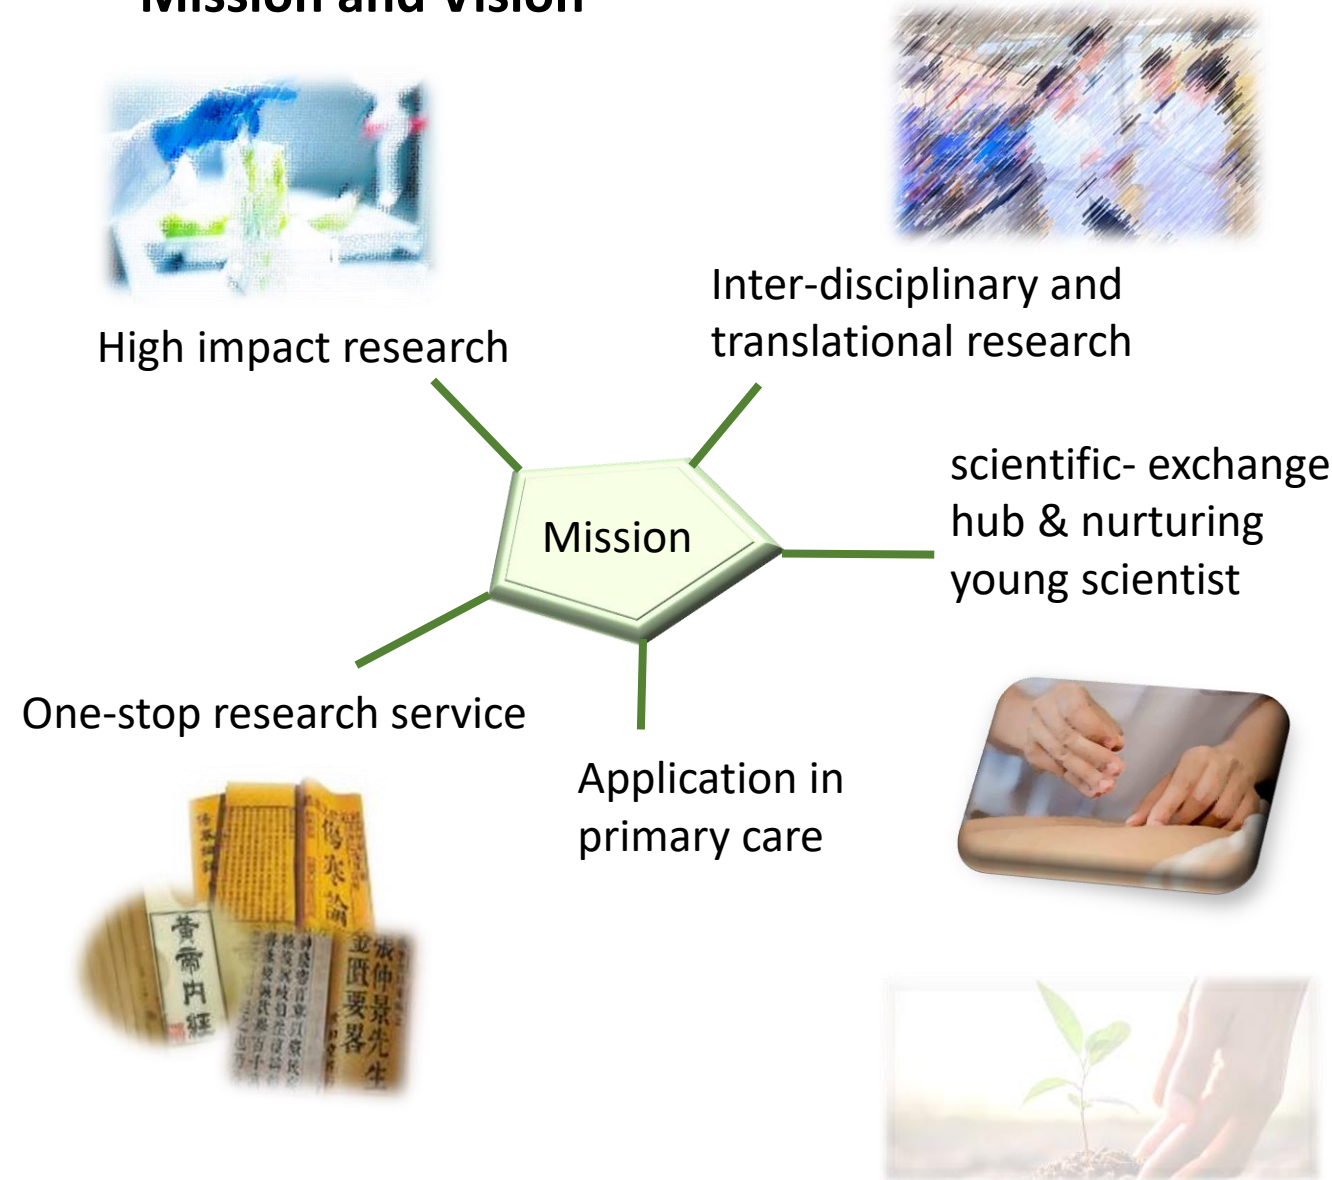 Mission and Vision
High impact research
Inter-disciplinary and
translational research
scientific- exchange
hub & nurturing
young scientist
Mission
One-stop research service
Application in
primary care
傷寒論
黃帝内經
張仲景先生
金匱要畧